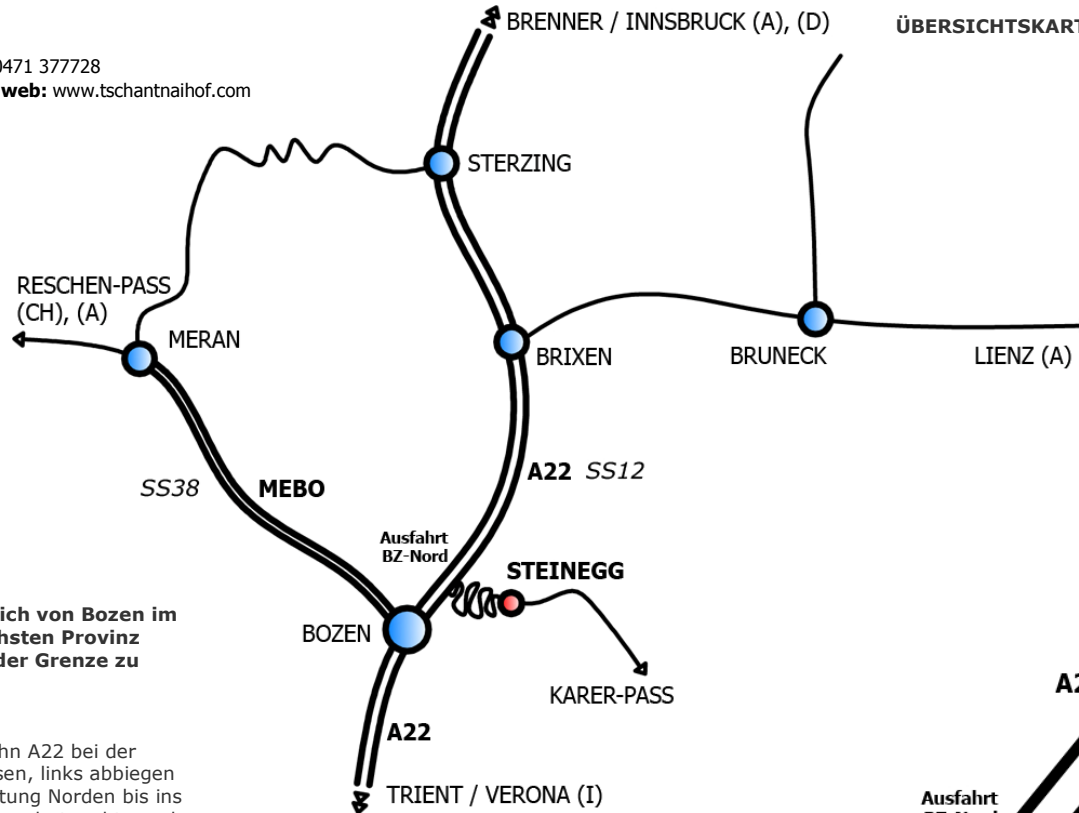 BRENNER / INNSBRUCK (A), (D)
ÜBERSICHTSKART
0471 377728
web: www.tschantnaihof.com
STERZING
RESCHEN-PASS
(CH), (A)
MERAN
BRIXEN
BRUNECK
LIENZ (A)
SS38
MEBO
A22 SS12
Ausfahrt
BZ-Nord
STEINEGG
BOZEN
ich von Bozen im
hsten Provinz
der Grenze zu
KARER-PASS
A2
A22
hn A22 bei der
sen, links abbiegen
tung Norden bis ins
TRIENT / VERONA (I)
Ausfahrt
BZ-Nord